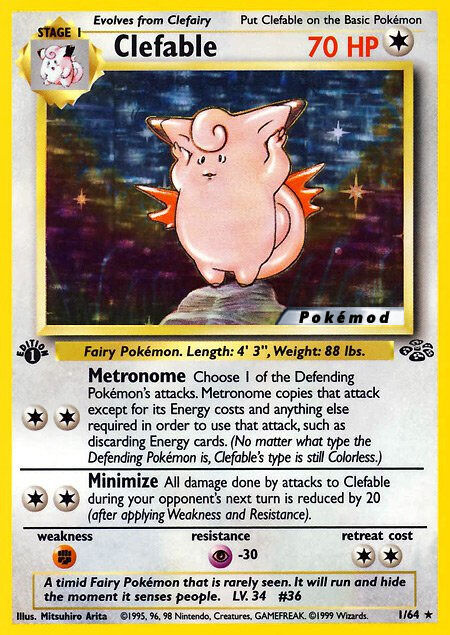 Evolves from Clefairy Put Clefable on the Basic Pokémon
STAGE 1
Clefable 70 HP
Pokémod
EDITION
1
Fairy Pokémon. Length: 4' 3", Weight: 88 lbs.
Metronome Choose 1 of the Defending
Pokémon's attacks. Metronome copies that attack
except for its Energy costs and anything else
required in order to use that attack, such as
discarding Energy cards. (No matter what type the
Defending Pokémon is, Clefable's type is still Colorless.)
Minimize All damage done by attacks to Clefable
during your opponent's next turn is reduced by 20
(after applying Weakness and Resistance).
weakness resistance retreat cost
-30
A timid Fairy Pokémon that is rarely seen. It will run and hide
the moment it senses people. LV. 34 #36
Illus. Mitsuhiro Arita ©1995, 96, 98 Nintendo, Creatures, GAMEFREAK. ©1999 Wizards. 1/64 ★